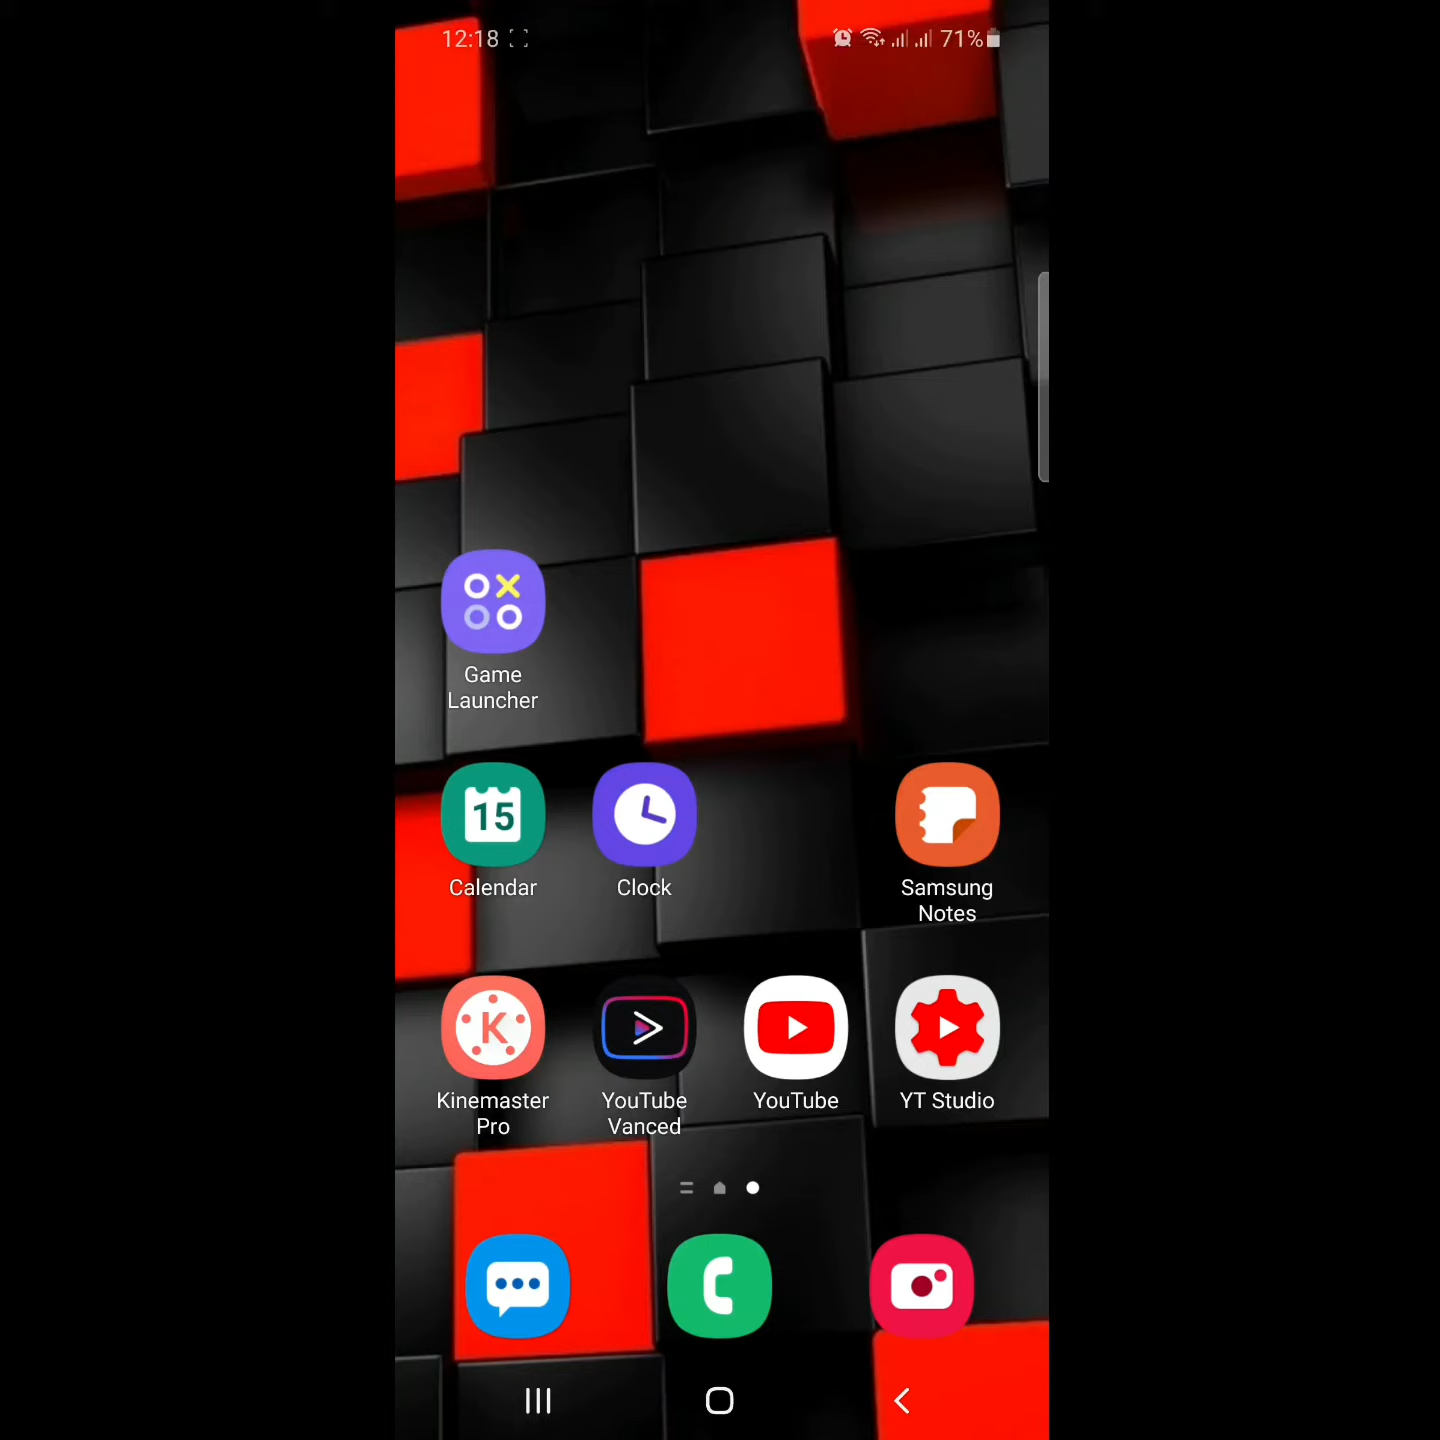 12:18
71%
Game
Launcher
15
Calendar
Clock
Samsung
Notes
K
Kinemaster
Pro
YouTube
Vanced
YouTube
YT Studio